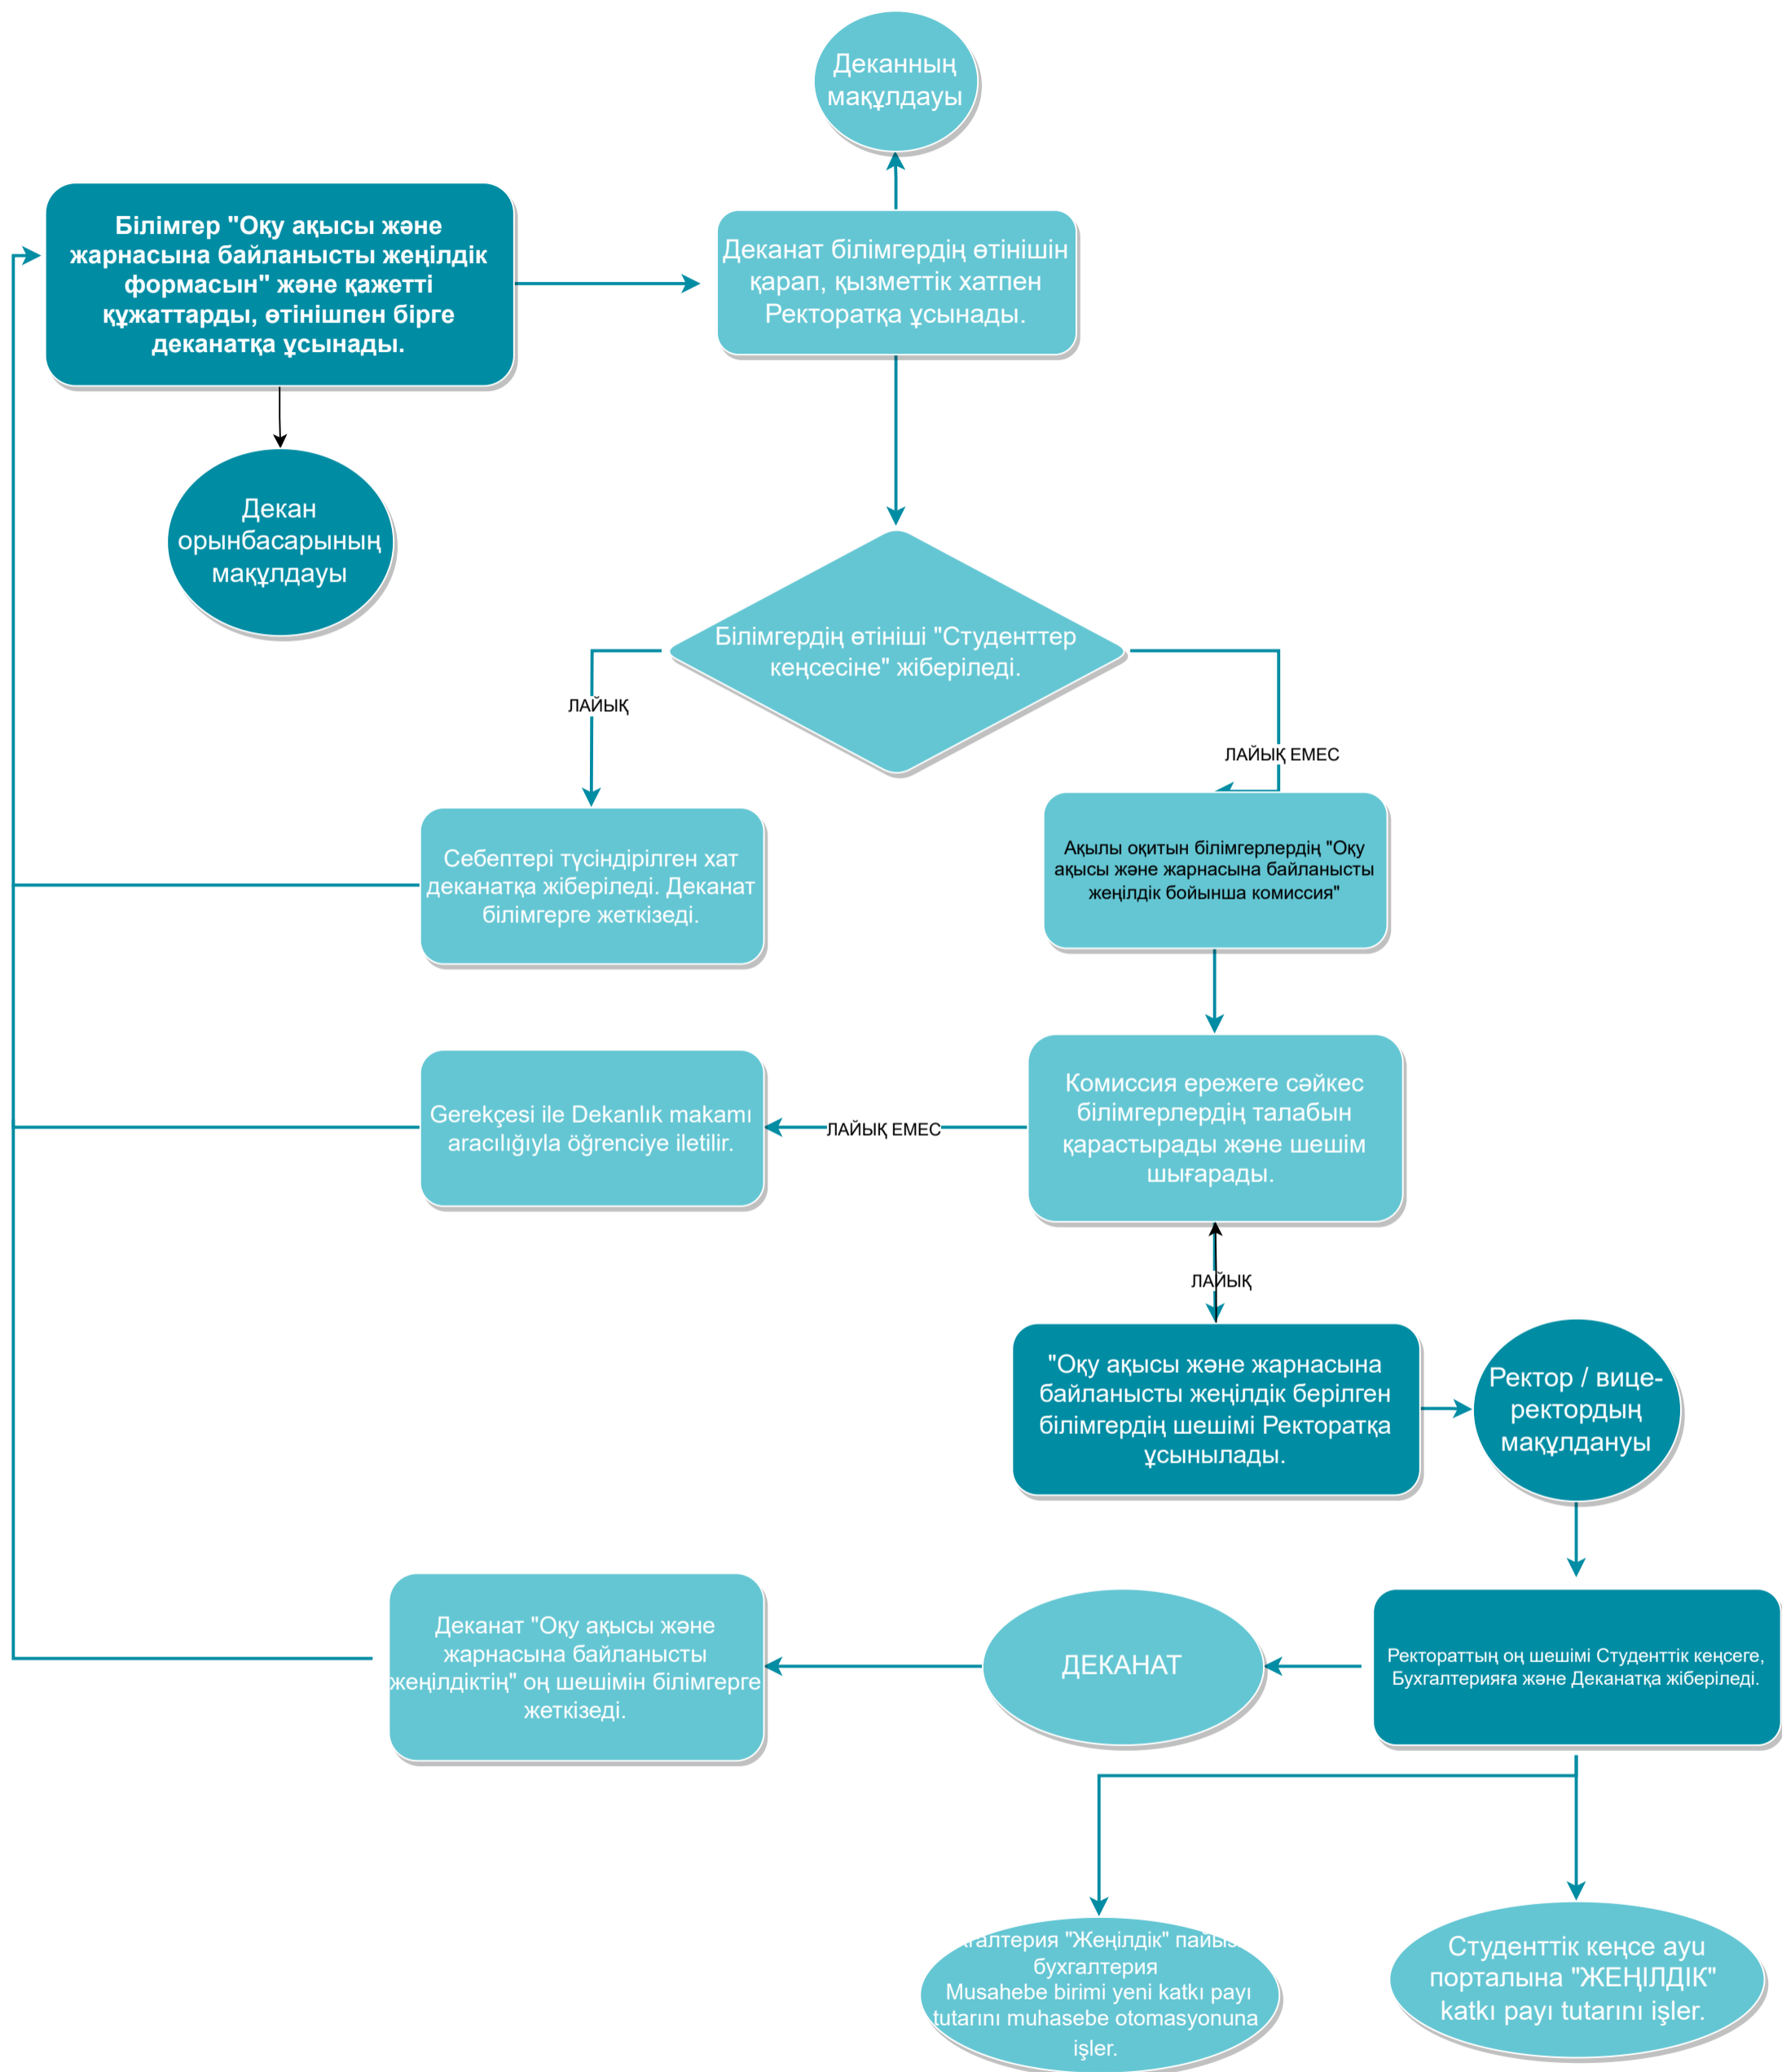 Деканның
мақұлдауы
Білімгер "Оқу ақысы және
жарнасына байланысты жеңілдік
формасын" және қажетті
құжаттарды, өтінішпен бірге
деканатқа ұсынады.
Деканат білімгердің өтінішін
қарап, қызметтік хатпен
Ректоратқа ұсынады.
Декан
орынбасарының
мақұлдауы
Білімгердің өтініші "Студенттер
кеңсесіне" жіберіледі.
ЛАЙЫҚ
ЛАЙЫҚ ЕМЕС
Себептері түсіндірілген хат
деканатқа жіберіледі. Деканат
білімгерге жеткізеді.
Ақылы оқитын білімгерлердің "Оқу
ақысы және жарнасына байланысты
жеңілдік бойынша комиссия"
Gerekçesi ile Dekanlık makamı
aracılığıyla öğrenciye iletilir.
ЛАЙЫҚ ЕМЕС
Комиссия ережеге сәйкес
білімгерлердің талабын
қарастырады және шешім
шығарады.
ЛАЙЫҚ
"Оқу ақысы және жарнасына
байланысты жеңілдік берілген
білімгердің шешімі Ректоратқа
ұсынылады.
Ректор / вице-
ректордың
мақұлдануы
Деканат "Оқу ақысы және
жарнасына байланысты
жеңілдіктің" оң шешімін білімгерге
жеткізеді.
ДЕКАНАТ
Ректораттың оң шешімі Студенттік кеңсеге,
Бухгалтерияға және Деканатқа жіберіледі.
"Жеңілдік"
бухгалтерия
Musahebe birimi yeni katkı payı
tutarını muhasebe otomasyonuna
işler.
Студенттік кеңсе ayu
порталына "ЖЕҢІЛДІК"
katkı payı tutarını işler.